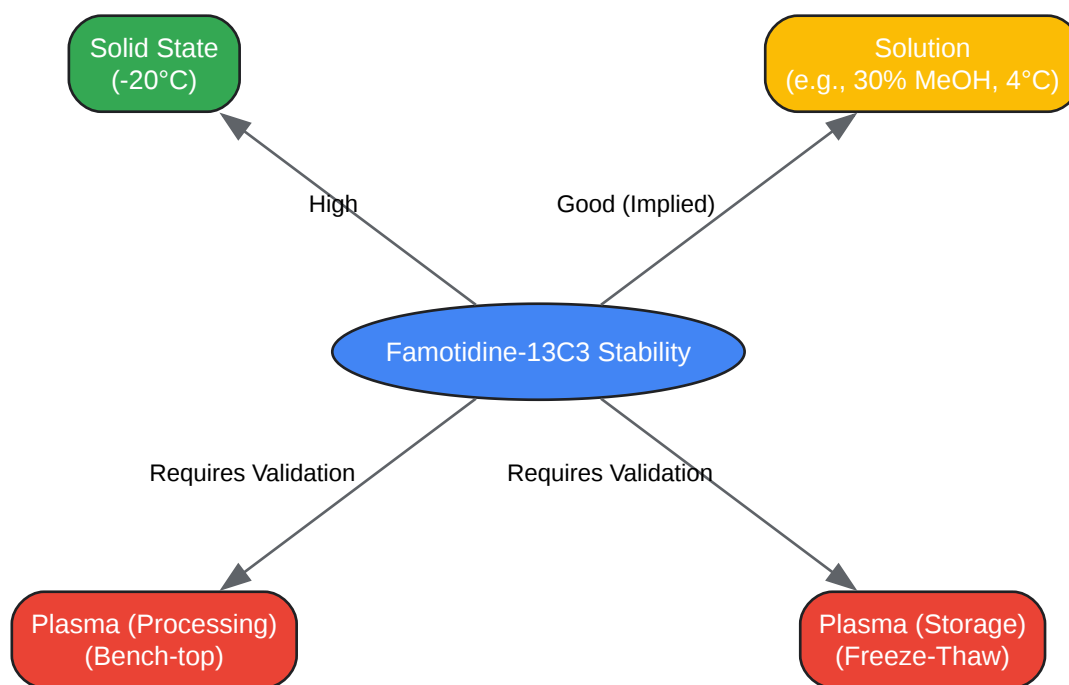 Solid State
(-20°C)
Solution
(e.g., 30% MeOH, 4°C)
High
Good (Implied)
Famotidine-13C3 Stability
Requires Validation
Requires Validation
Plasma (Processing)
(Bench-top)
Plasma (Storage)
(Freeze-Thaw)